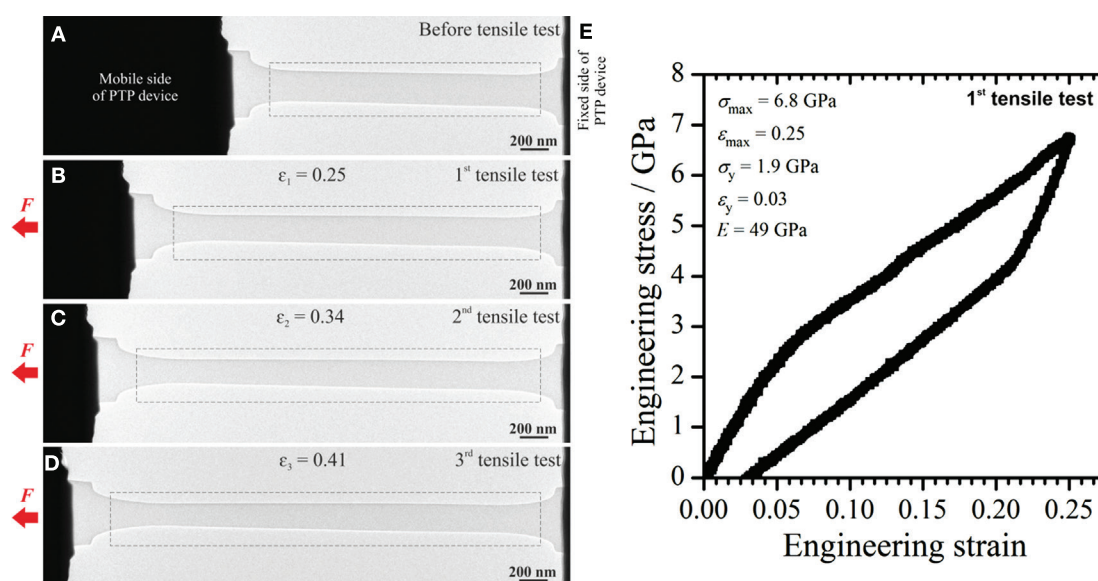 A
Before tensile test
Mobile side
of PTP device
200 nm
Fixed side of
PTP device
B
ε₁ = 0.25
1ˢᵗ tensile test
F
200 nm
C
ε₂ = 0.34
2ⁿᵈ tensile test
F
200 nm
D
ε₃ = 0.41
3ʳᵈ tensile test
F
200 nm
E
1ˢᵗ tensile test
σmax = 6.8 GPa
εmax = 0.25
σy = 1.9 GPa
εy = 0.03
E = 49 GPa
Engineering stress / GPa
8
7
6
5
4
3
2
1
0
0.00 0.05 0.10 0.15 0.20 0.25
Engineering strain